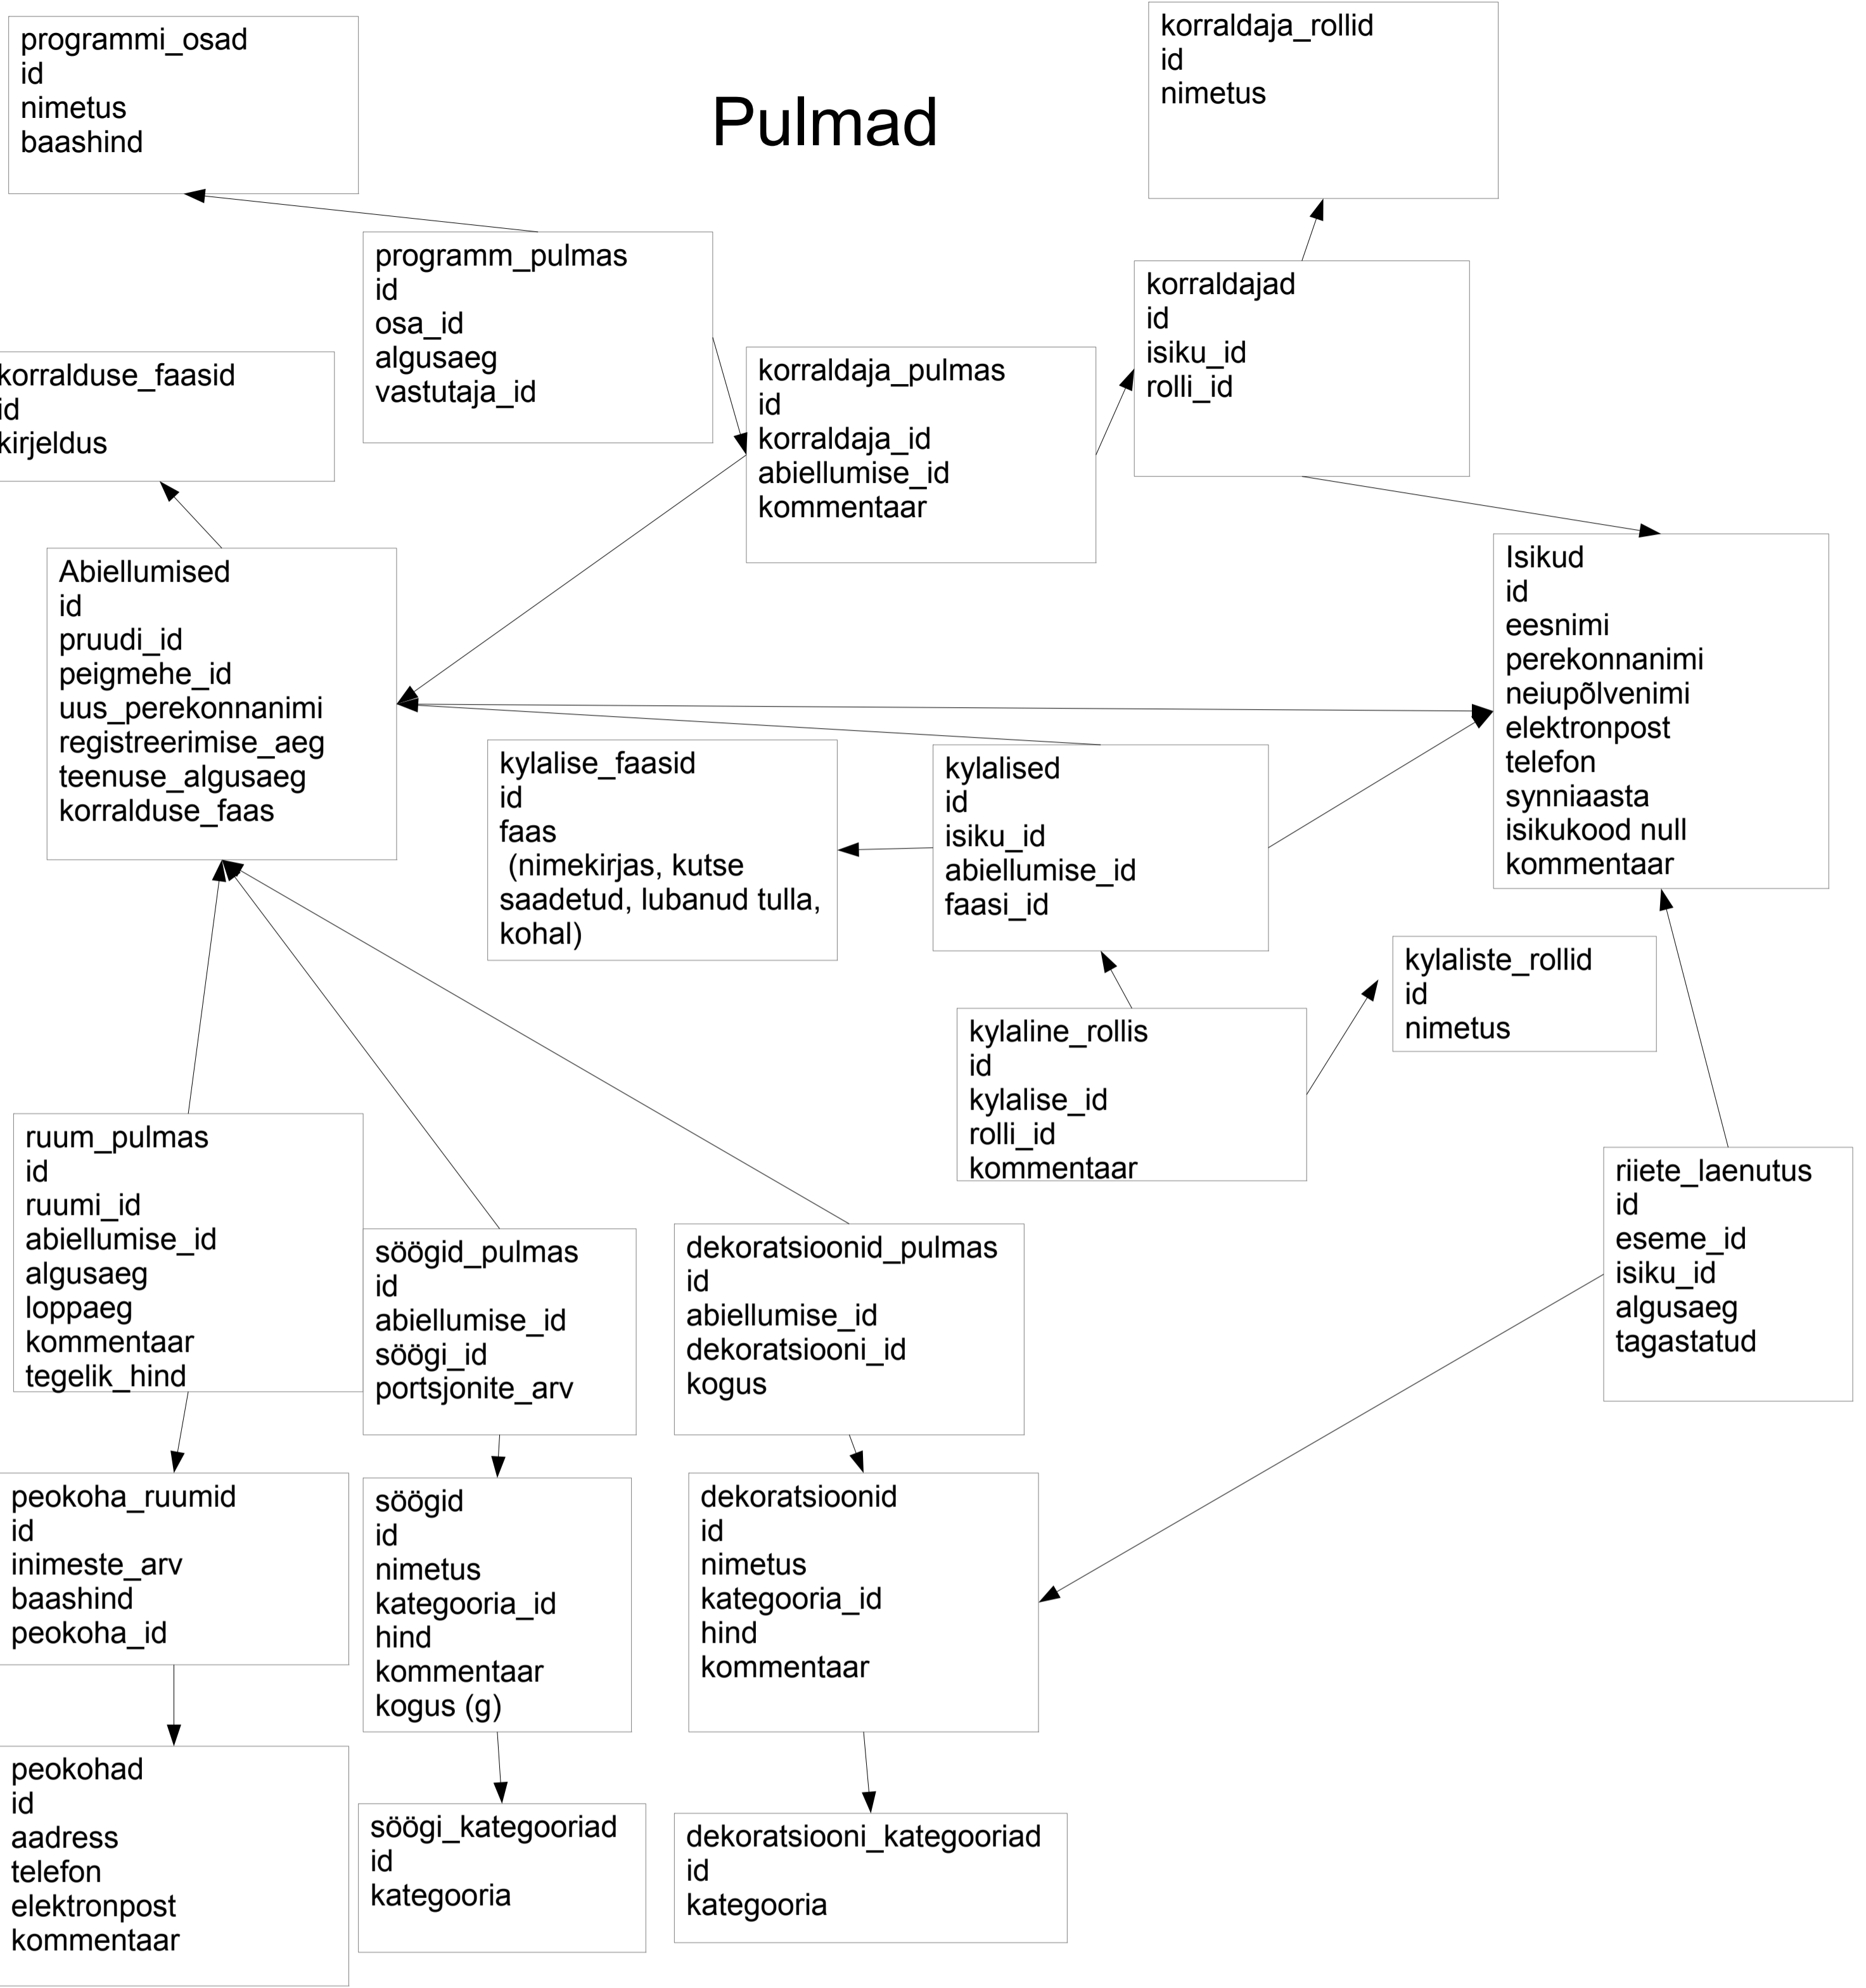 programmi_osad
id
nimetus
baashind
Pulmad
korraldaja_rollid
id
nimetus
programm_pulmas
id
osa_id
algusaeg
vastutaja_id
korraldajad
id
isiku_id
rolli_id
korralduse_faasid
id
kirjeldus
korraldaja_pulmas
id
korraldaja_id
abiellumise_id
kommentaar
Abiellumised
id
pruudi_id
peigmehe_id
uus_perekonnanimi
registreerimise_aeg
teenuse_algusaeg
korralduse_faas
Isikud
id
eesnimi
perekonnanimi
neiupõlvenimi
elektronpost
telefon
synniaasta
isikukood null
kommentaar
kylalise_faasid
id
faas
(nimekirjas, kutse
saadetud, lubanud tulla,
kohal)
kylalised
id
isiku_id
abiellumise_id
faasi_id
kylaliste_rollid
id
nimetus
kylaline_rollis
id
kylalise_id
rolli_id
kommentaar
ruum_pulmas
id
ruumi_id
abiellumise_id
algusaeg
loppaeg
kommentaar
tegelik_hind
söögid_pulmas
id
abiellumise_id
söögi_id
portsjonite_arv
dekoratsioonid_pulmas
id
abiellumise_id
dekoratsiooni_id
kogus
riiete_laenutus
id
eseme_id
isiku_id
algusaeg
tagastatud
peokoha_ruumid
id
inimeste_arv
baashind
peokoha_id
söögid
id
nimetus
kategooria_id
hind
kommentaar
kogus (g)
dekoratsioonid
id
nimetus
kategooria_id
hind
kommentaar
peokohad
id
aadress
telefon
elektronpost
kommentaar
söögi_kategooriad
id
kategooria
dekoratsiooni_kategooriad
id
kategooria